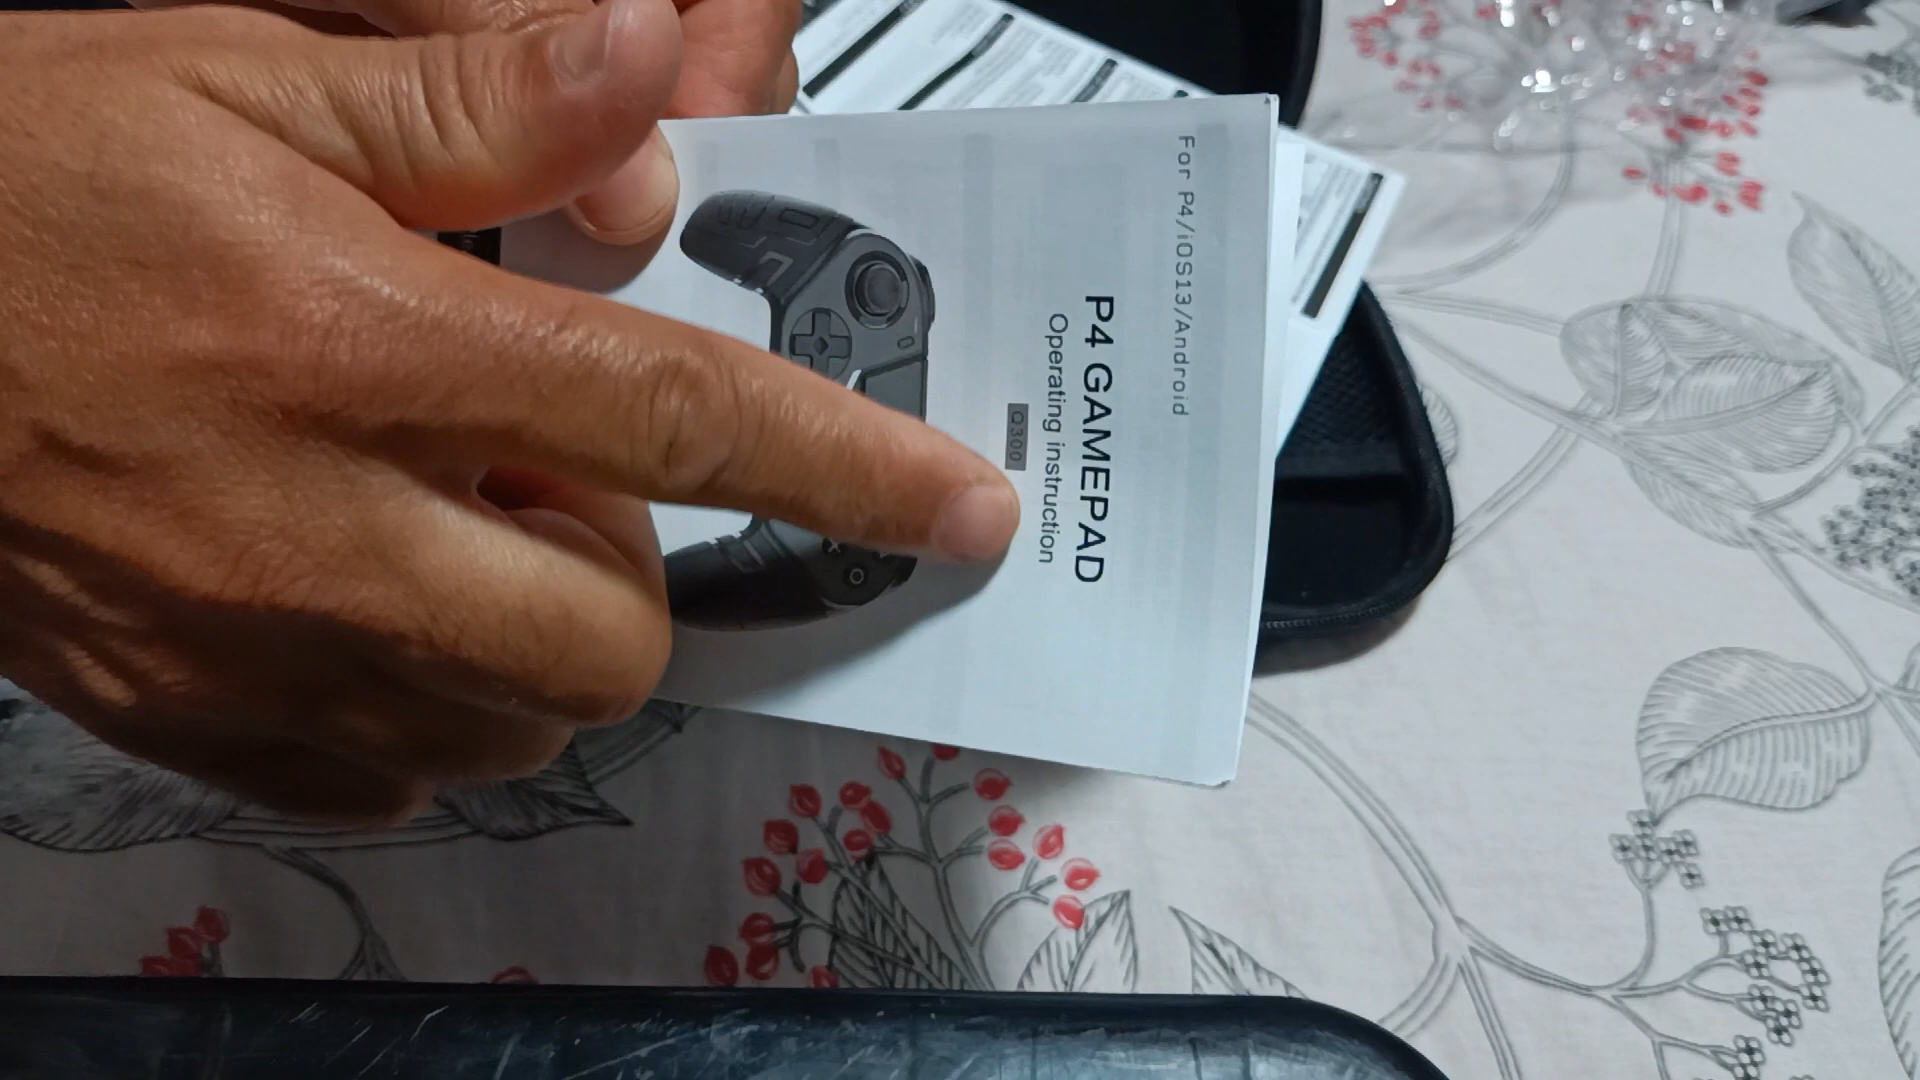 For P4/iOS13/Android
P4 GAMEPAD
Operating instruction
Q300